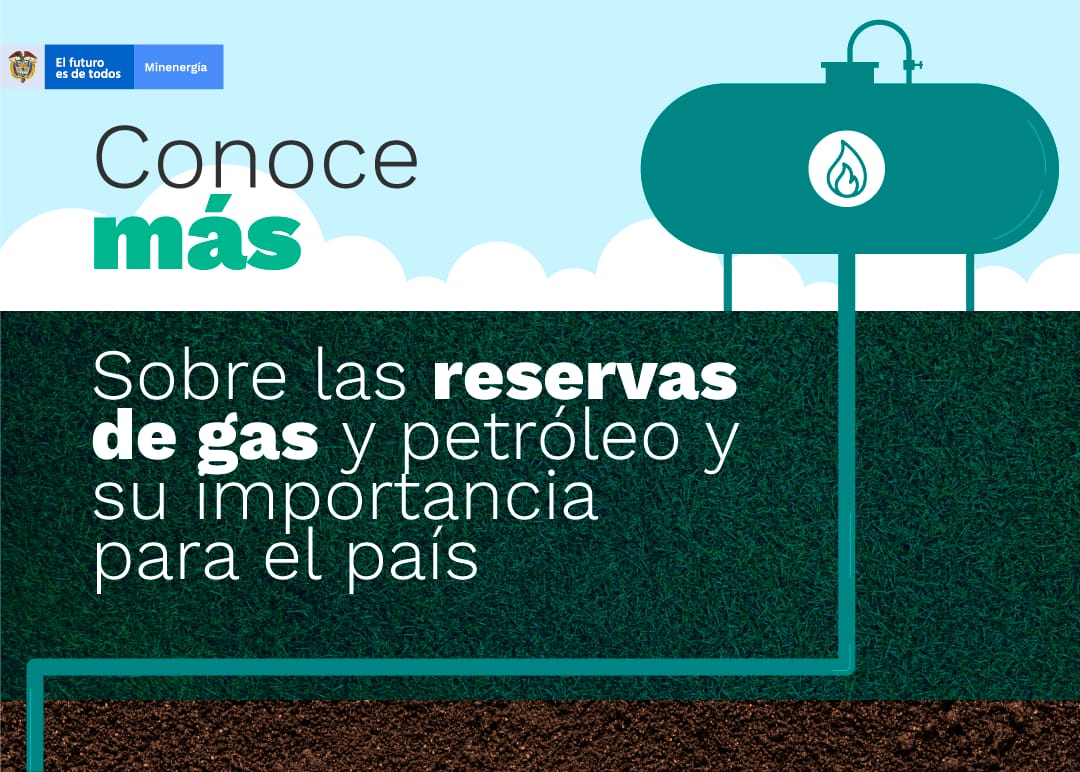 El futuro
es de todos
Minenergía
Conoce
más
Sobre las reservas
de gas y petróleo y
su importancia
para el país